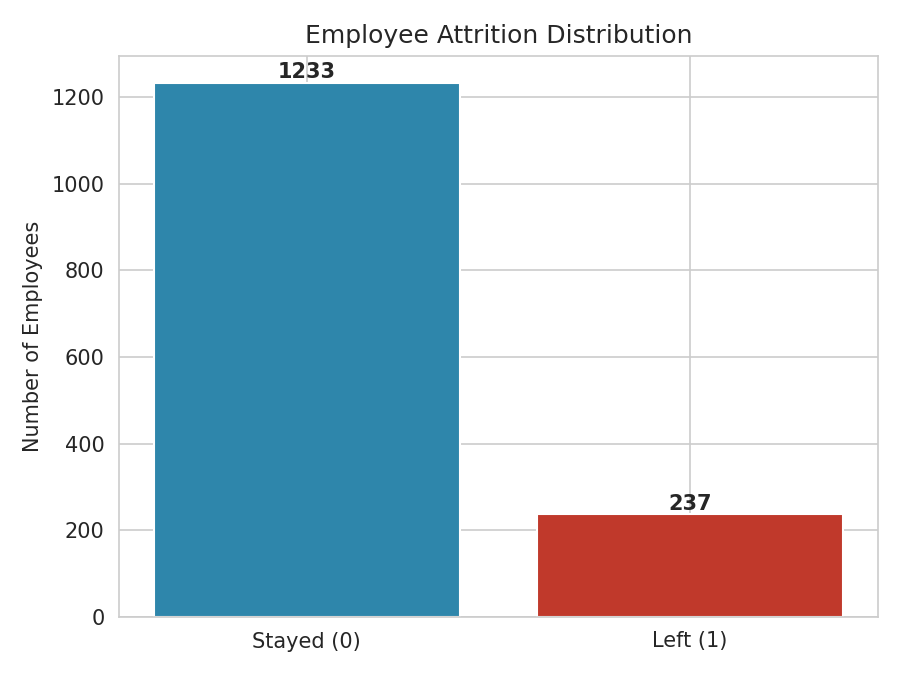 Employee Attrition Distribution
1233
1200
1000
800
600
400
237
200
0
Number of Employees
Stayed (0)
Left (1)